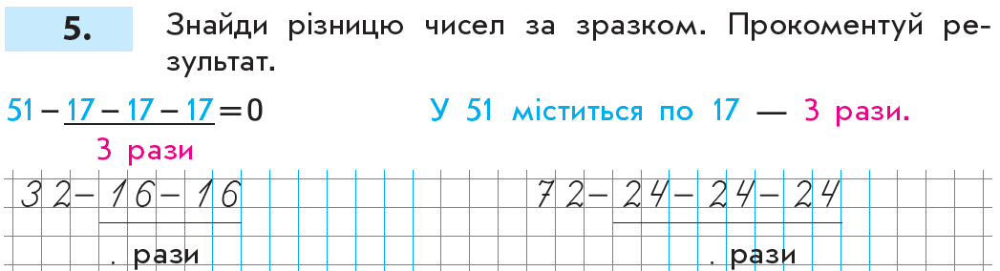 5. Знайди різницю чисел за зразком. Прокоментуй ре-
зультат.
51 – 17 – 17 – 17 = 0 У 51 міститься по 17 — 3 рази.
3 рази
32– 16– 16 72– 24– 24– 24
. рази . рази